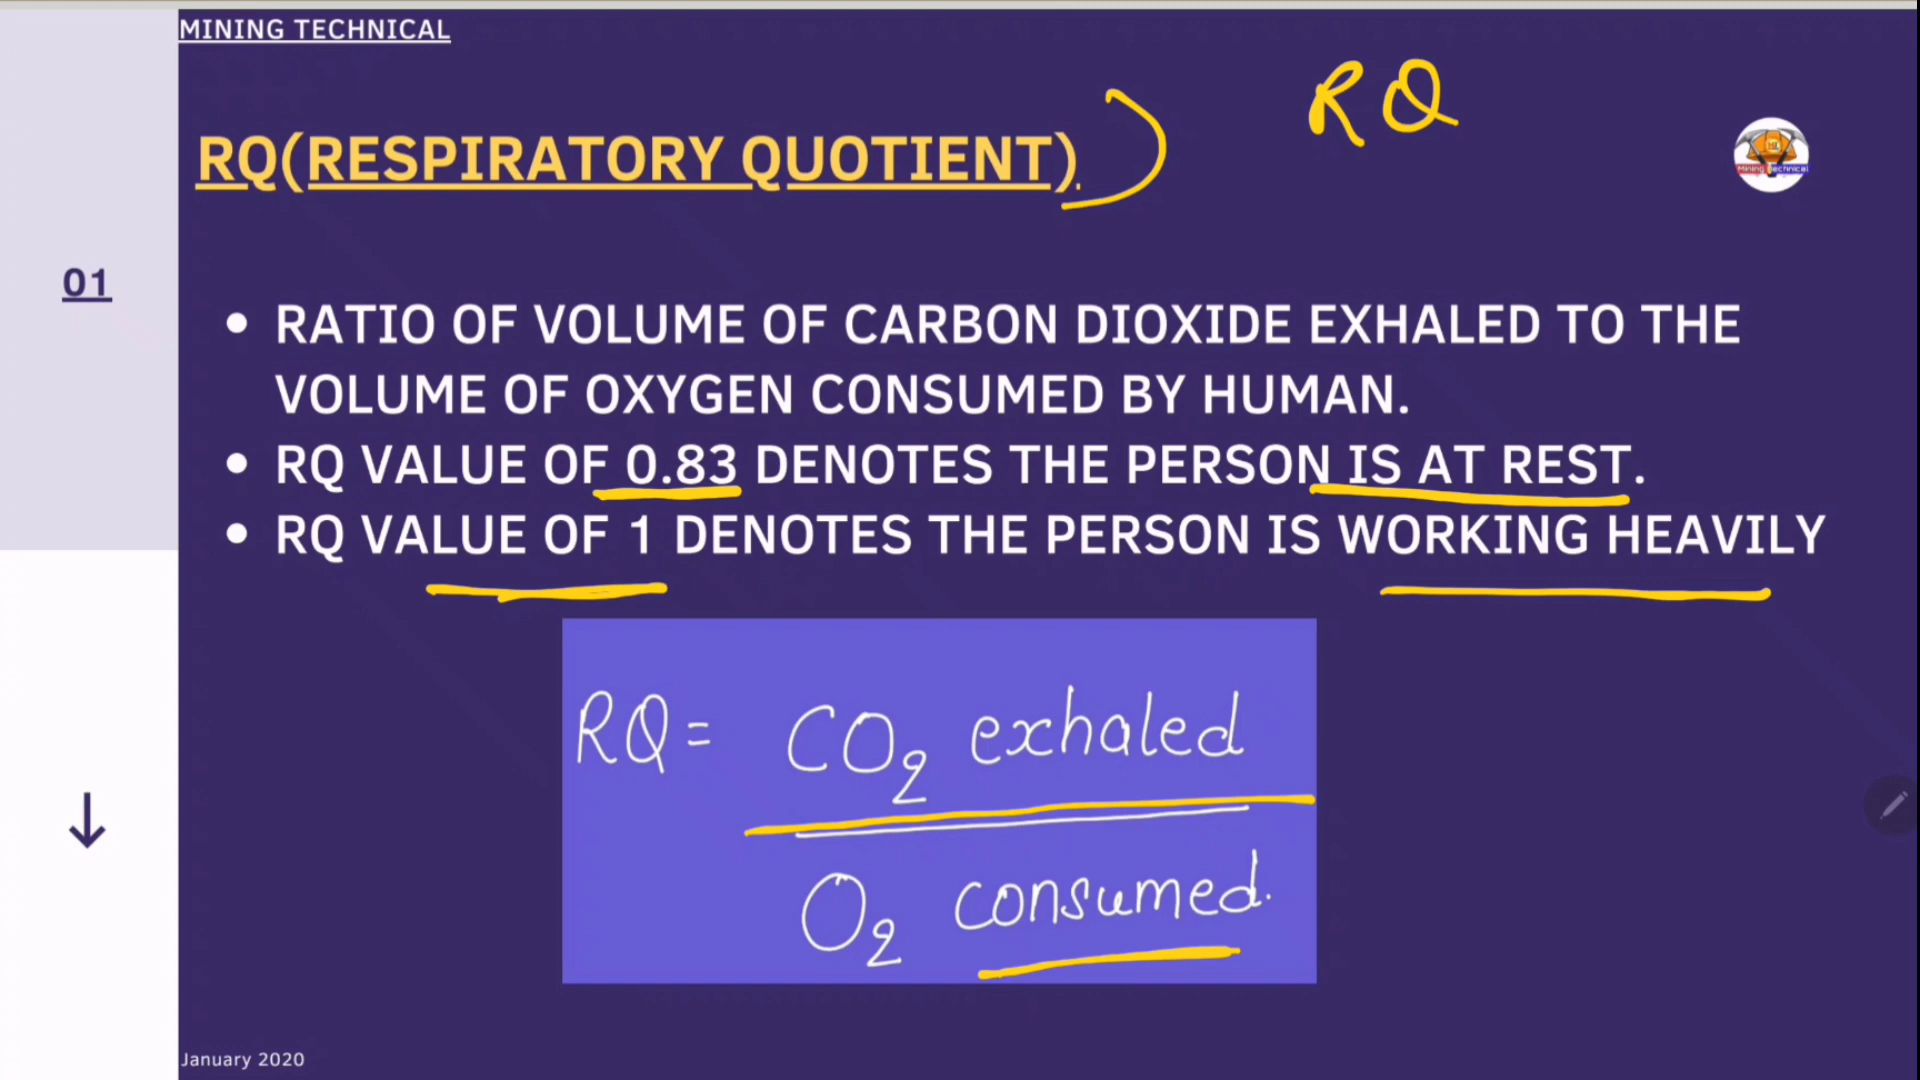 MINING TECHNICAL
RQ
RQ(RESPIRATORY QUOTIENT)
Mining Technical
01
• RATIO OF VOLUME OF CARBON DIOXIDE EXHALED TO THE
VOLUME OF OXYGEN CONSUMED BY HUMAN.
• RQ VALUE OF 0.83 DENOTES THE PERSON IS AT REST.
• RQ VALUE OF 1 DENOTES THE PERSON IS WORKING HEAVILY
RQ = CO2 exhaled
O2 consumed.
January 2020